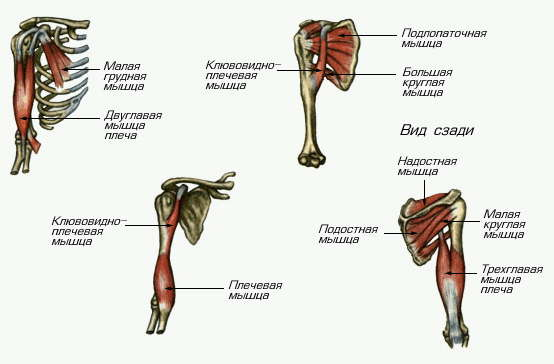 Малая
грудная
мышца
Двуглавая
мышца
плеча
Клювовидно-
плечевая
мышца
Подлопаточная
мышца
Большая
круглая
мышца
Вид сзади
Клювовидно-
плечевая
мышца
Плечевая
мышца
Надостная
мышца
Подостная
мышца
Малая
круглая
мышца
Трехглавая
мышца
плеча